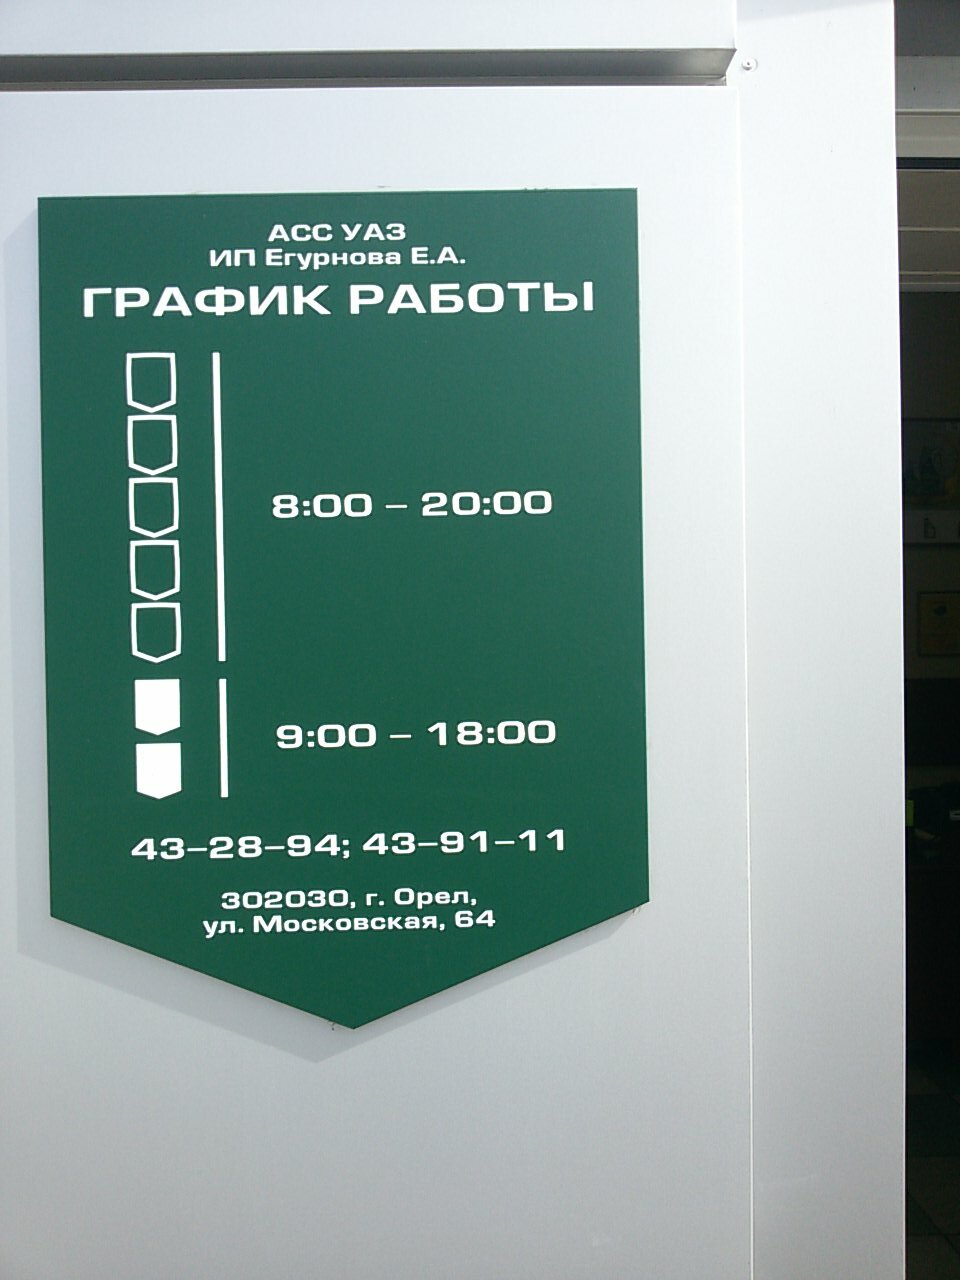 АСС УАЗ
ИП Егурнова Е.А.
ГРАФИК РАБОТЫ
8:00 – 20:00
9:00 – 18:00
43–28–94; 43–91–11
302030, г. Орел,
ул. Московская, 64